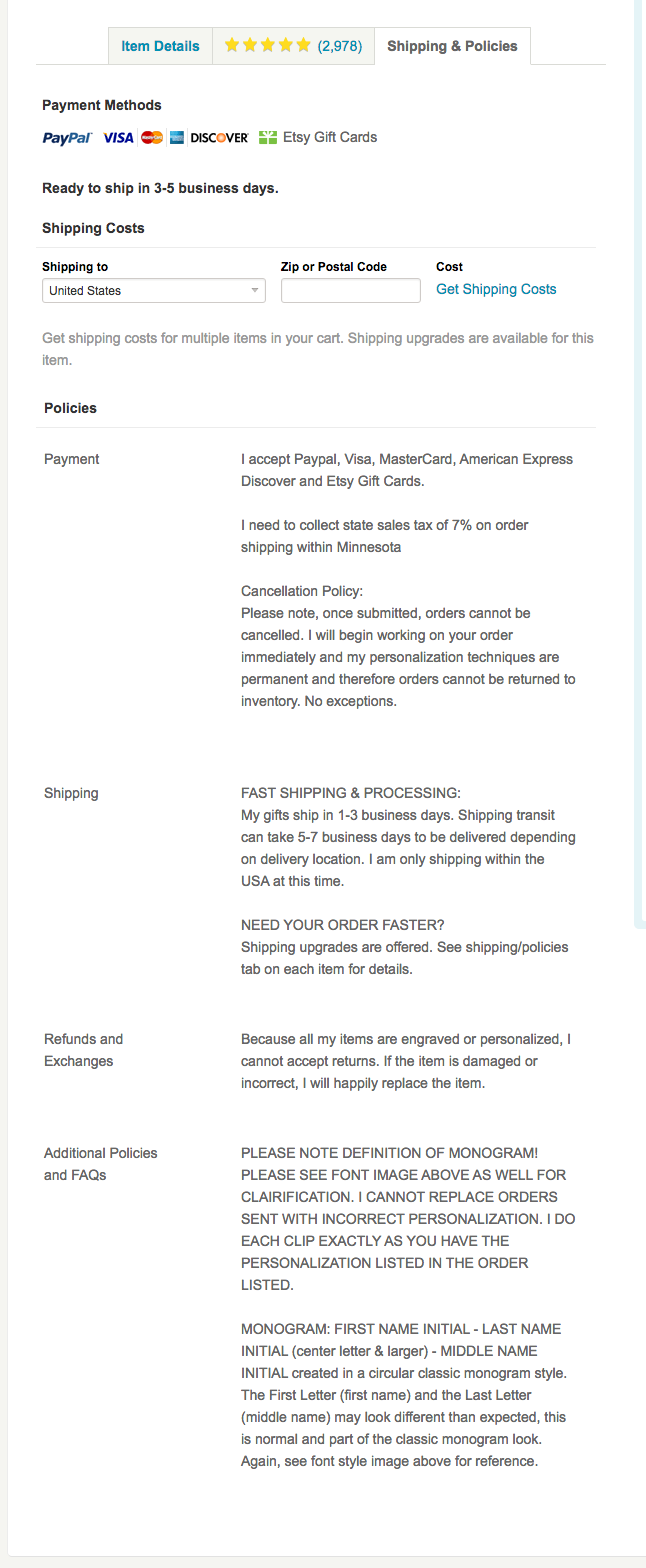 Item Details (2,978) Shipping & Policies
Payment Methods
PayPal VISA MasterCard DISCOVER Etsy Gift Cards
Ready to ship in 3-5 business days.
Shipping Costs
Shipping to Zip or Postal Code Cost
United States Get Shipping Costs
Get shipping costs for multiple items in your cart. Shipping upgrades are available for this
item.
Policies
Payment I accept Paypal, Visa, MasterCard, American Express
Discover and Etsy Gift Cards.
I need to collect state sales tax of 7% on order
shipping within Minnesota
Cancellation Policy:
Please note, once submitted, orders cannot be
cancelled. I will begin working on your order
immediately and my personalization techniques are
permanent and therefore orders cannot be returned to
inventory. No exceptions.
Shipping FAST SHIPPING & PROCESSING:
My gifts ship in 1-3 business days. Shipping transit
can take 5-7 business days to be delivered depending
on delivery location. I am only shipping within the
USA at this time.
NEED YOUR ORDER FASTER?
Shipping upgrades are offered. See shipping/policies
tab on each item for details.
Refunds and Because all my items are engraved or personalized, I
Exchanges cannot accept returns. If the item is damaged or
incorrect, I will happily replace the item.
Additional Policies PLEASE NOTE DEFINITION OF MONOGRAM!
and FAQs PLEASE SEE FONT IMAGE ABOVE AS WELL FOR
CLAIRIFICATION. I CANNOT REPLACE ORDERS
SENT WITH INCORRECT PERSONALIZATION. I DO
EACH CLIP EXACTLY AS YOU HAVE THE
PERSONALIZATION LISTED IN THE ORDER
LISTED.
MONOGRAM: FIRST NAME INITIAL - LAST NAME
INITIAL (center letter & larger) - MIDDLE NAME
INITIAL created in a circular classic monogram style.
The First Letter (first name) and the Last Letter
(middle name) may look different than expected, this
is normal and part of the classic monogram look.
Again, see font style image above for reference.